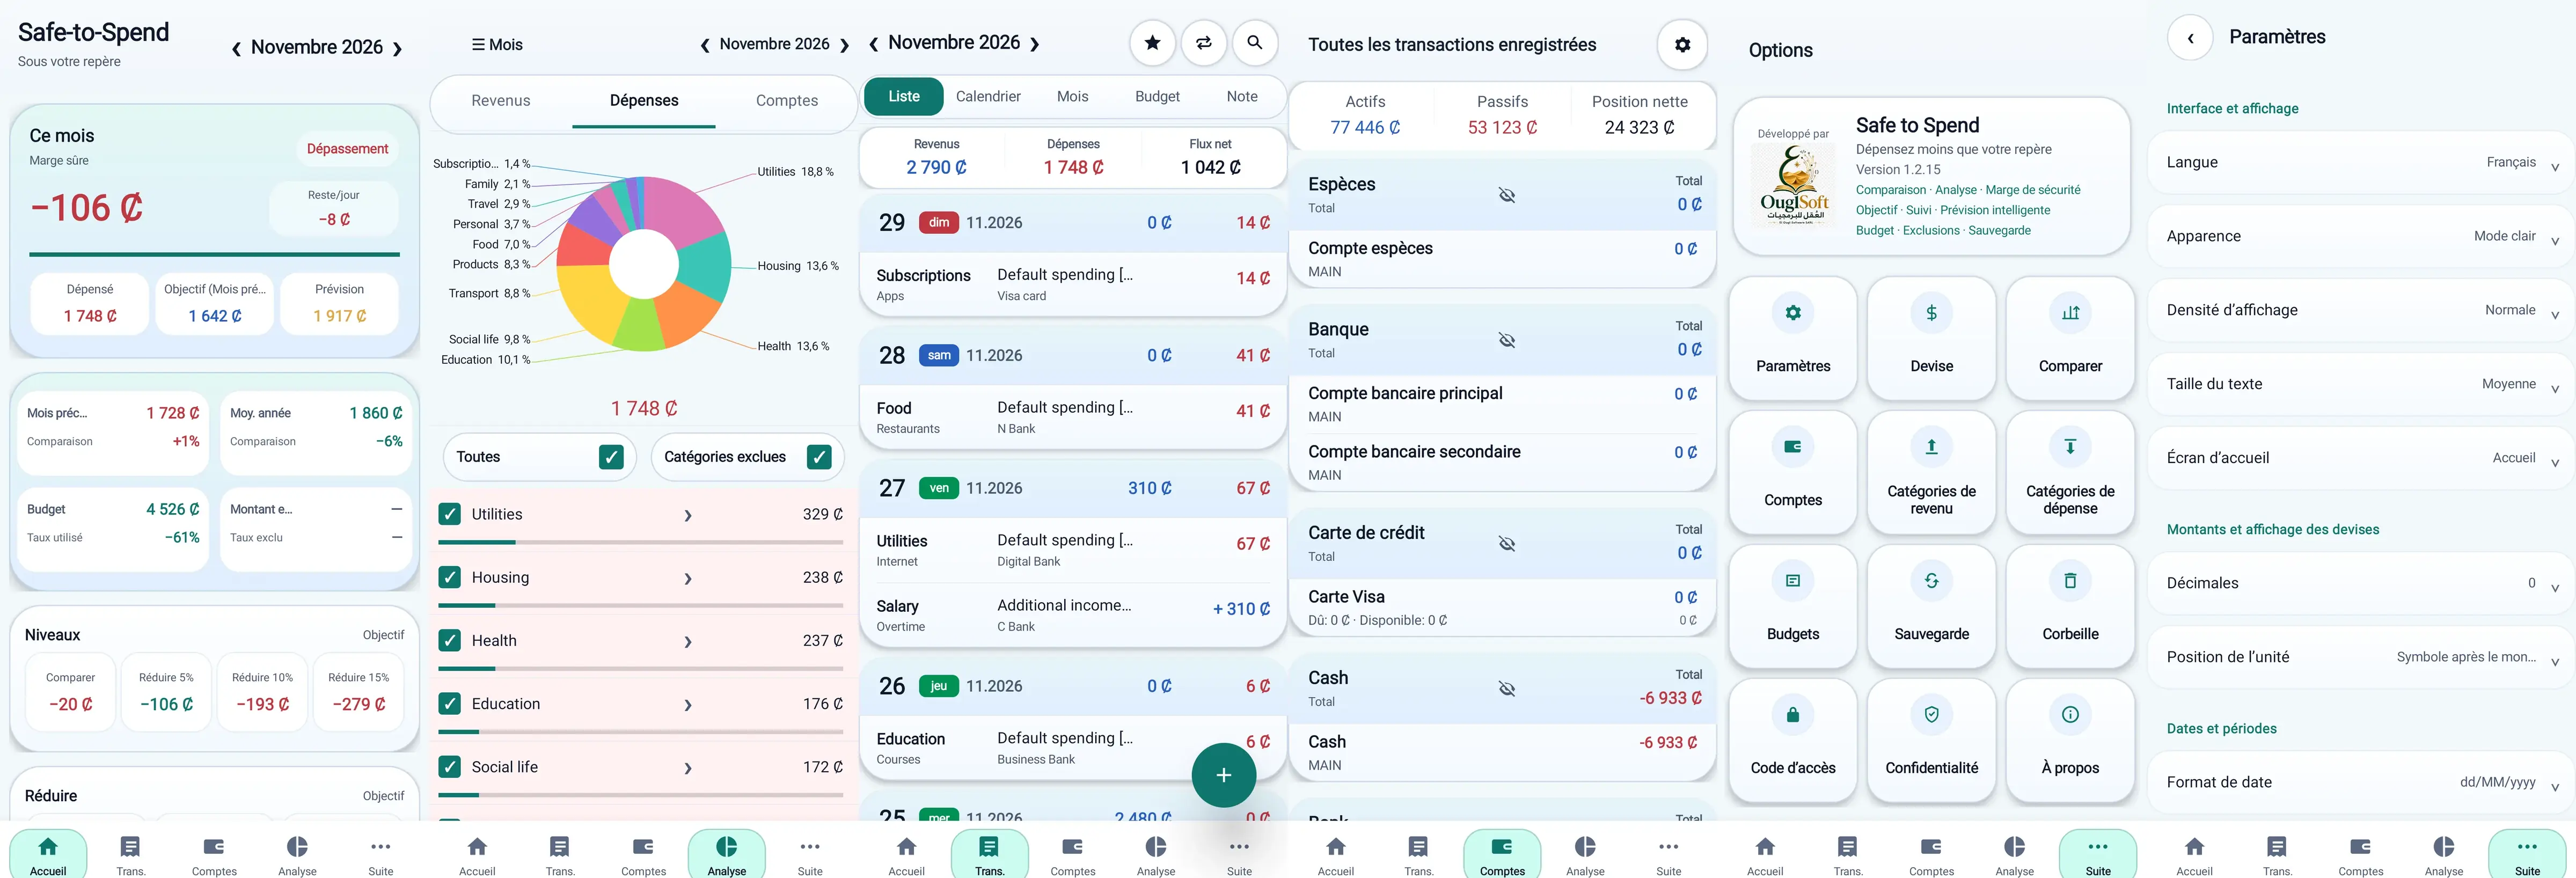 Safe-to-Spend
Sous votre repère
❮ Novembre 2026 ❯
Ce mois
Marge sûre
Dépassement
−106 ₡
Reste/jour
−8 ₡
Dépensé
1 748 ₡
Objectif (Mois pré...
1 642 ₡
Prévision
1 917 ₡
Mois préc...
1 728 ₡
Comparaison
+1%
Moy. année
1 860 ₡
Comparaison
−6%
Budget
4 526 ₡
Taux utilisé
−61%
Montant e...
—
Taux exclu
—
Niveaux
Objectif
Comparer
−20 ₡
Réduire 5%
−106 ₡
Réduire 10%
−193 ₡
Réduire 15%
−279 ₡
Réduire
Objectif
Accueil
Trans.
Comptes
Analyse
Suite
☰ Mois
❮ Novembre 2026 ❯
Revenus
Dépenses
Comptes
Subscriptio... 1,4 %
Family 2,1 %
Travel 2,9 %
Personal 3,7 %
Food 7,0 %
Products 8,3 %
Transport 8,8 %
Social life 9,8 %
Education 10,1 %
Utilities 18,8 %
Housing 13,6 %
Health 13,6 %
1 748 ₡
Toutes
Catégories exclues
Utilities ❯ 329 ₡
Housing ❯ 238 ₡
Health ❯ 237 ₡
Education ❯ 176 ₡
Social life ❯ 172 ₡
Accueil
Trans.
Comptes
Analyse
Suite
❮ Novembre 2026 ❯
Liste
Calendrier
Mois
Budget
Note
Revenus
2 790 ₡
Dépenses
1 748 ₡
Flux net
1 042 ₡
29 dim 11.2026 0 ₡ 14 ₡
Subscriptions
Apps
Default spending [...
Visa card
14 ₡
28 sam 11.2026 0 ₡ 41 ₡
Food
Restaurants
Default spending [...
N Bank
41 ₡
27 ven 11.2026 310 ₡ 67 ₡
Utilities
Internet
Default spending [...
Digital Bank
67 ₡
Salary
Overtime
Additional income...
C Bank
+ 310 ₡
26 jeu 11.2026 0 ₡ 6 ₡
Education
Courses
Default spending [...
Business Bank
6 ₡
+
25 mer 11.2026 2 480 ₡ 0 ₡
Accueil
Trans.
Comptes
Analyse
Suite
Toutes les transactions enregistrées
Actifs
77 446 ₡
Passifs
53 123 ₡
Position nette
24 323 ₡
Espèces
Total
Total
0 ₡
Compte espèces
MAIN
0 ₡
Banque
Total
Total
0 ₡
Compte bancaire principal
MAIN
0 ₡
Compte bancaire secondaire
MAIN
0 ₡
Carte de crédit
Total
Total
0 ₡
Carte Visa
0 ₡
Dû: 0 ₡ · Disponible: 0 ₡
0 ₡
Cash
Total
Total
-6 933 ₡
Cash
MAIN
-6 933 ₡
Bank
Total
Accueil
Trans.
Comptes
Analyse
Suite
Options
Développé par
OuglSoft
العُقل للبرمجيات
Safe to Spend
Dépensez moins que votre repère
Version 1.2.15
Comparaison · Analyse · Marge de sécurité
Objectif · Suivi · Prévision intelligente
Budget · Exclusions · Sauvegarde
Paramètres
Devise
Comparer
Comptes
Catégories de
revenu
Catégories de
dépense
Budgets
Sauvegarde
Corbeille
Code d’accès
Confidentialité
À propos
Accueil
Trans.
Comptes
Analyse
Suite
Paramètres
Interface et affichage
Langue
Français
Apparence
Mode clair
Densité d’affichage
Normale
Taille du texte
Moyenne
Écran d’accueil
Accueil
Montants et affichage des devises
Décimales
0
Position de l’unité
Symbole après le mon...
Dates et périodes
Format de date
dd/MM/yyyy
Accueil
Trans.
Comptes
Analyse
Suite